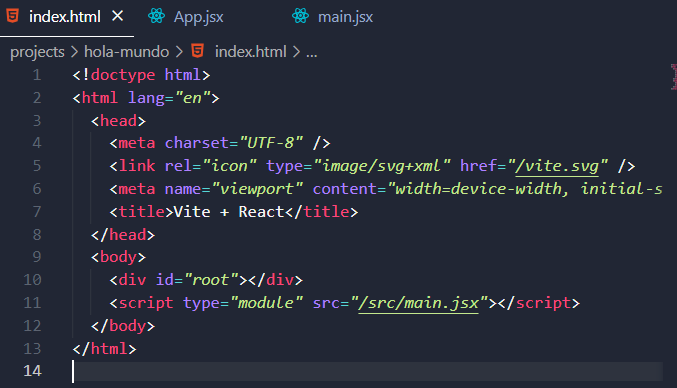 index.html
App.jsx
main.jsx
projects > hola-mundo > index.html > ...
1 <!doctype html>
2 <html lang="en">
3   <head>
4     <meta charset="UTF-8" />
5     <link rel="icon" type="image/svg+xml" href="/vite.svg" />
6     <meta name="viewport" content="width=device-width, initial-s
7     <title>Vite + React</title>
8   </head>
9   <body>
10     <div id="root"></div>
11     <script type="module" src="/src/main.jsx"></script>
12   </body>
13 </html>
14